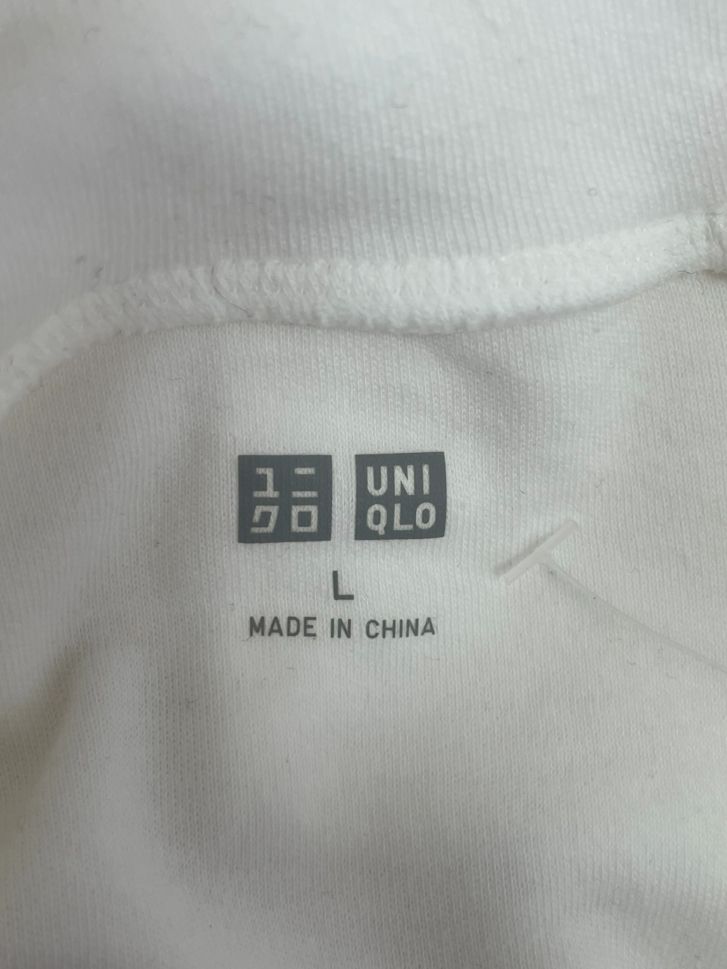 ユニ UNI
クロ QLO
L
MADE IN CHINA